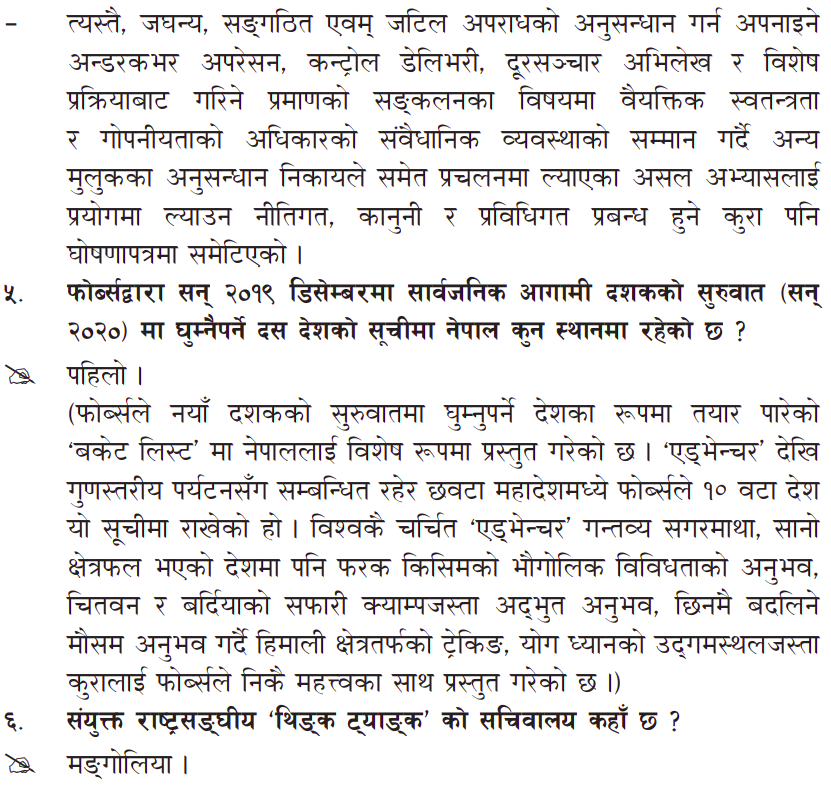 – त्यस्तै, जघन्य, सङ्गठित एवम् जटिल अपराधको अनुसन्धान गर्न अपनाइने
अन्डरकभर अपरेसन, कन्ट्रोल डेलिभरी, दूरसञ्चार अभिलेख र विशेष
प्रक्रियाबाट गरिने प्रमाणको सङ्कलनका विषयमा वैयक्तिक स्वतन्त्रता
र गोपनीयताको अधिकारको संवैधानिक व्यवस्थाको सम्मान गर्दै अन्य
मुलुकका अनुसन्धान निकायले समेत प्रचलनमा ल्याएका असल अभ्यासलाई
प्रयोगमा ल्याउन नीतिगत, कानुनी र प्रविधिगत प्रबन्ध हुने कुरा पनि
घोषणापत्रमा समेटिएको ।
५. फोर्ब्सद्वारा सन् २०१९ डिसेम्बरमा सार्वजनिक आगामी दशकको सुरुवात (सन्
२०२०) मा घुम्नैपर्ने दस देशको सूचीमा नेपाल कुन स्थानमा रहेको छ ?
पहिलो ।
(फोर्ब्सले नयाँ दशकको सुरुवातमा घुम्नुपर्ने देशका रूपमा तयार पारेको
‘बकेट लिस्ट’ मा नेपाललाई विशेष रूपमा प्रस्तुत गरेको छ । ‘एड्भेन्चर’ देखि
गुणस्तरीय पर्यटनसँग सम्बन्धित रहेर छवटा महादेशमध्ये फोर्ब्सले १० वटा देश
यो सूचीमा राखेको हो । विश्वकै चर्चित ‘एड्भेन्चर’ गन्तव्य सगरमाथा, सानो
क्षेत्रफल भएको देशमा पनि फरक किसिमको भौगोलिक विविधताको अनुभव,
चितवन र बर्दियाको सफारी क्याम्पजस्ता अद्भुत अनुभव, छिनमै बदलिने
मौसम अनुभव गर्दै हिमाली क्षेत्रतर्फको ट्रेकिङ, योग ध्यानको उद्गमस्थलजस्ता
कुरालाई फोर्ब्सले निकै महत्त्वका साथ प्रस्तुत गरेको छ ।)
६. संयुक्त राष्ट्रसङ्घीय ‘थिङ्क ट्याङ्क’ को सचिवालय कहाँ छ ?
मङ्गोलिया ।